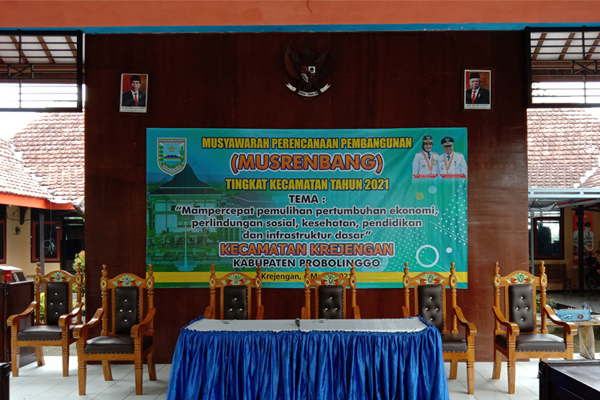 MUSYAWARAH PERENCANAAN PEMBANGUNAN
(MUSRENBANG)
TINGKAT KECAMATAN TAHUN 2021
TEMA :
"Mampercepat pemulihan pertumbuhan ekonomi,
perlindungan sosial, kesehatan, pendidikan
dan infrastruktur dasar"
KECAMATAN KREJENGAN
KABUPATEN PROBOLINGGO
Krejengan,